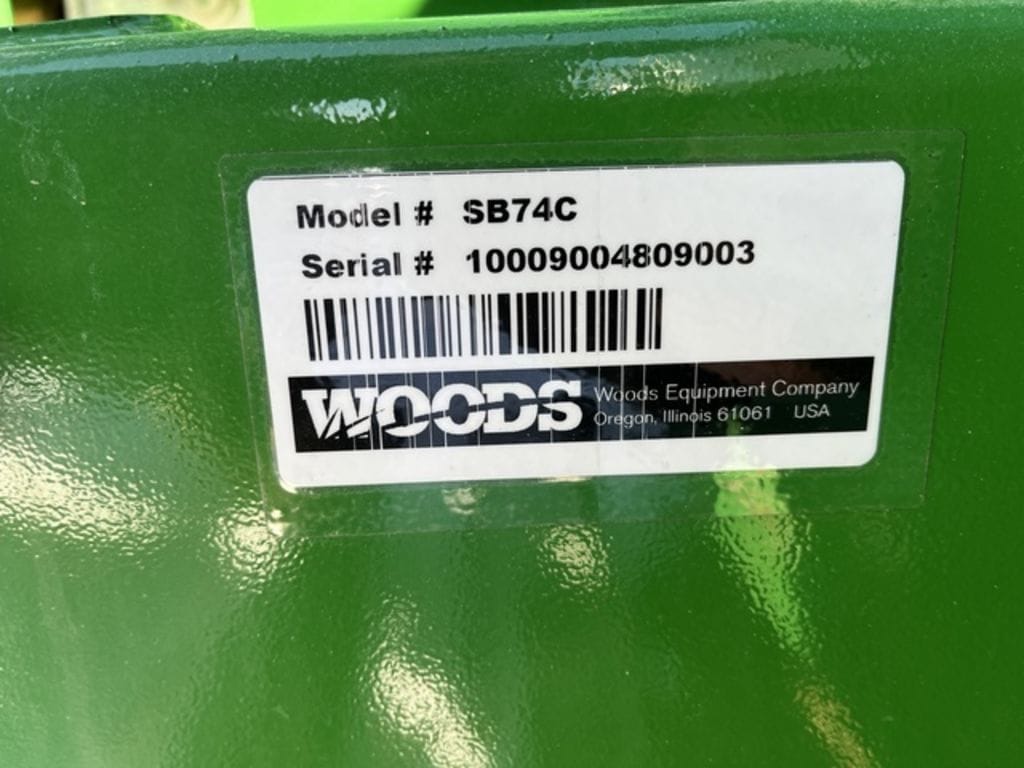 Model # SB74C
Serial # 10009004809003
WOODS
Woods Equipment Company
Oregon, Illinois 61061 USA